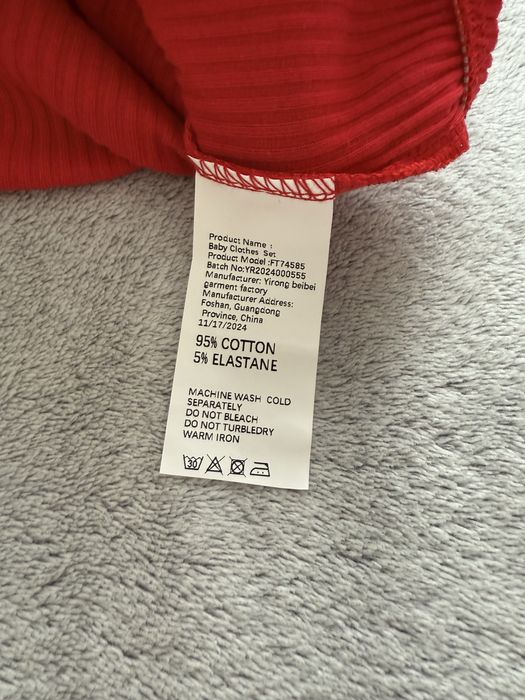 Product Name :
Baby Clothes Set
Product Model :FT74585
Batch No:YR2024000555
Manufacturer: Yirong beibei
garment factory
Manufacturer Address:
Foshan, Guangdong
Province, China
11/17/2024
95% COTTON
5% ELASTANE
MACHINE WASH COLD
SEPARATELY
DO NOT BLEACH
DO NOT TURBLEDRY
WARM IRON
30